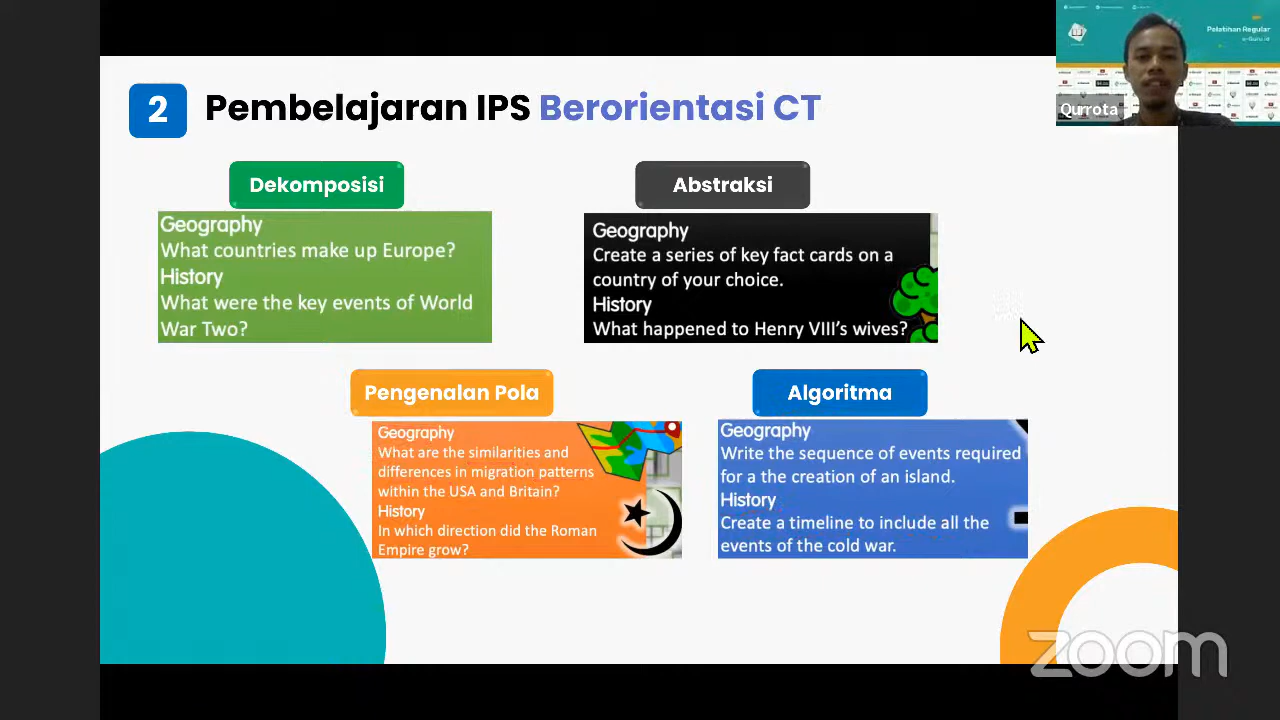 Pelatihan Regular
e-Guru.id
Qurrota
2
Pembelajaran IPS Berorientasi CT
Dekomposisi
Geography
What countries make up Europe?
History
What were the key events of World
War Two?
Abstraksi
Geography
Create a series of key fact cards on a
country of your choice.
History
What happened to Henry VIII's wives?
Pengenalan Pola
Geography
What are the similarities and
differences in migration patterns
within the USA and Britain?
History
In which direction did the Roman
Empire grow?
Algoritma
Geography
Write the sequence of events required
for a the creation of an island.
History
Create a timeline to include all the
events of the cold war.
zoom